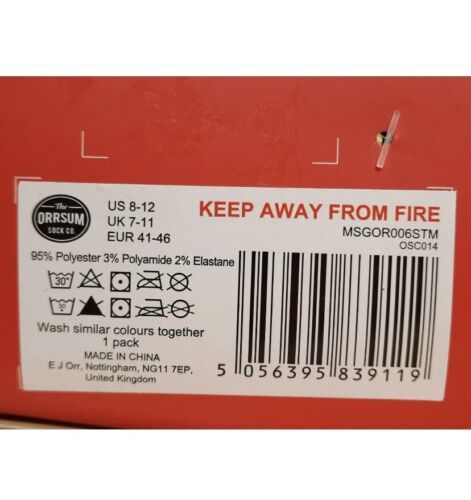 The
ORRSUM
SOCK CO.
US 8-12
UK 7-11
EUR 41-46
KEEP AWAY FROM FIRE
MSGOR006STM
OSC014
95% Polyester 3% Polyamide 2% Elastane
30°
30
Wash similar colours together
1 pack
MADE IN CHINA
E J Orr, Nottingham, NG11 7EP,
United Kingdom
5 056395 839119